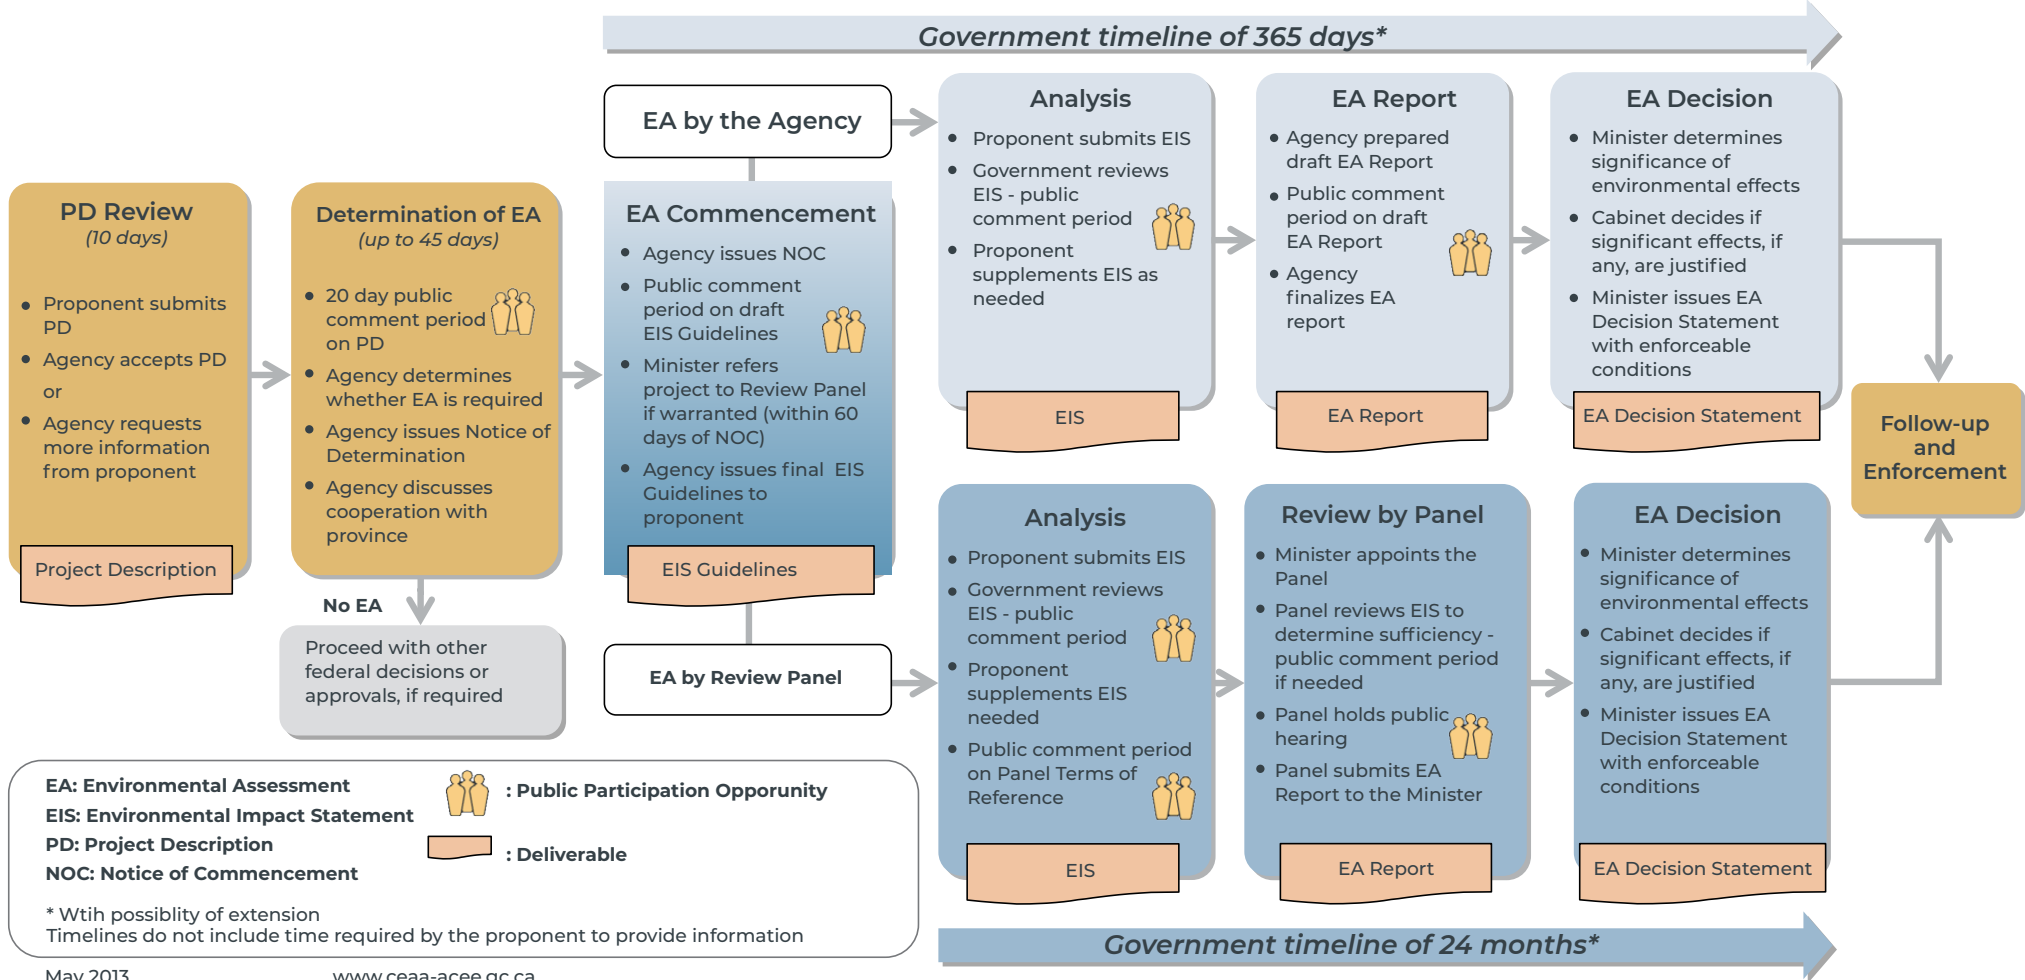 Government timeline of 365 days*
PD Review
(10 days)
• Proponent submits
PD
• Agency accepts PD
or
• Agency requests
more information
from proponent
Project Description
Determination of EA
(up to 45 days)
• 20 day public
comment period
on PD
• Agency determines
whether EA is required
• Agency issues Notice of
Determination
• Agency discusses
cooperation with
province
No EA
Proceed with other
federal decisions or
approvals, if required
EA by the Agency
EA Commencement
• Agency issues NOC
• Public comment
period on draft
EIS Guidelines
• Minister refers
project to Review Panel
if warranted (within 60
days of NOC)
• Agency issues final EIS
Guidelines to
proponent
EIS Guidelines
EA by Review Panel
Analysis
• Proponent submits EIS
• Government reviews
EIS - public
comment period
• Proponent
supplements EIS as
needed
EIS
EA Report
• Agency prepared
draft EA Report
• Public comment
period on draft
EA Report
• Agency
finalizes EA
report
EA Report
EA Decision
• Minister determines
significance of
environmental effects
• Cabinet decides if
significant effects, if
any, are justified
• Minister issues EA
Decision Statement
with enforceable
conditions
EA Decision Statement
Analysis
• Proponent submits EIS
• Government reviews
EIS - public
comment period
• Proponent
supplements EIS
needed
• Public comment period
on Panel Terms of
Reference
EIS
Review by Panel
• Minister appoints the
Panel
• Panel reviews EIS to
determine sufficiency -
public comment period
if needed
• Panel holds public
hearing
• Panel submits EA
Report to the Minister
EA Report
EA Decision
• Minister determines
significance of
environmental effects
• Cabinet decides if
significant effects, if
any, are justified
• Minister issues EA
Decision Statement
with enforceable
conditions
EA Decision Statement
Follow-up
and
Enforcement
Government timeline of 24 months*
EA: Environmental Assessment
EIS: Environmental Impact Statement
PD: Project Description
NOC: Notice of Commencement
: Public Participation Opporunity
: Deliverable
* Wtih possiblity of extension
Timelines do not include time required by the proponent to provide information
May 2013 www.ceaa-acee.gc.ca